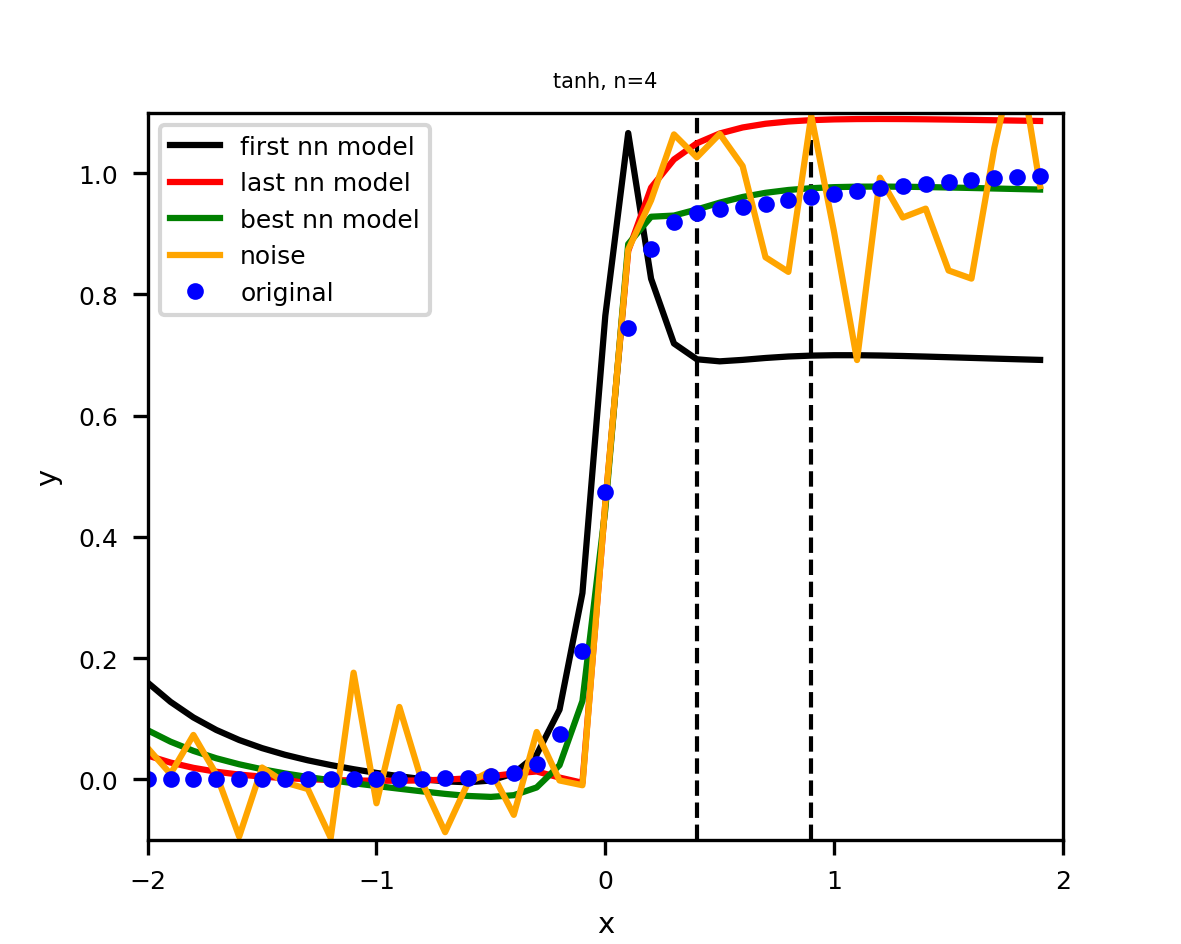 tanh, n=4
first nn model
last nn model
best nn model
noise
original
1.0
0.8
0.6
0.4
0.2
0.0
y
−2
−1
0
1
2
x